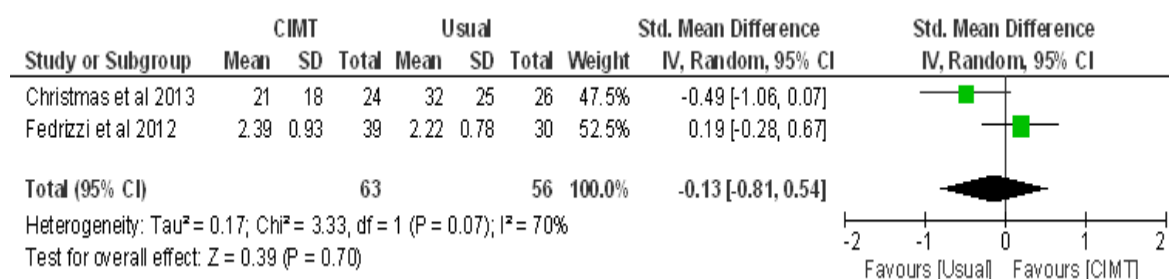 CIMT Usual Std. Mean Difference Std. Mean Difference
Study or Subgroup Mean SD Total Mean SD Total Weight IV, Random, 95% CI IV, Random, 95% CI
Christmas et al 2013 21 18 24 32 25 26 47.5% -0.49 [-1.06, 0.07]
Fedrizzi et al 2012 2.39 0.93 39 2.22 0.78 30 52.5% 0.19 [-0.28, 0.67]
Total (95% CI) 63 56 100.0% -0.13 [-0.81, 0.54]
Heterogeneity: Tau² = 0.17; Chi² = 3.33, df = 1 (P = 0.07); I² = 70%
Test for overall effect: Z = 0.39 (P = 0.70)
-2 -1 0 1 2
Favours [Usual] Favours [CIMT]